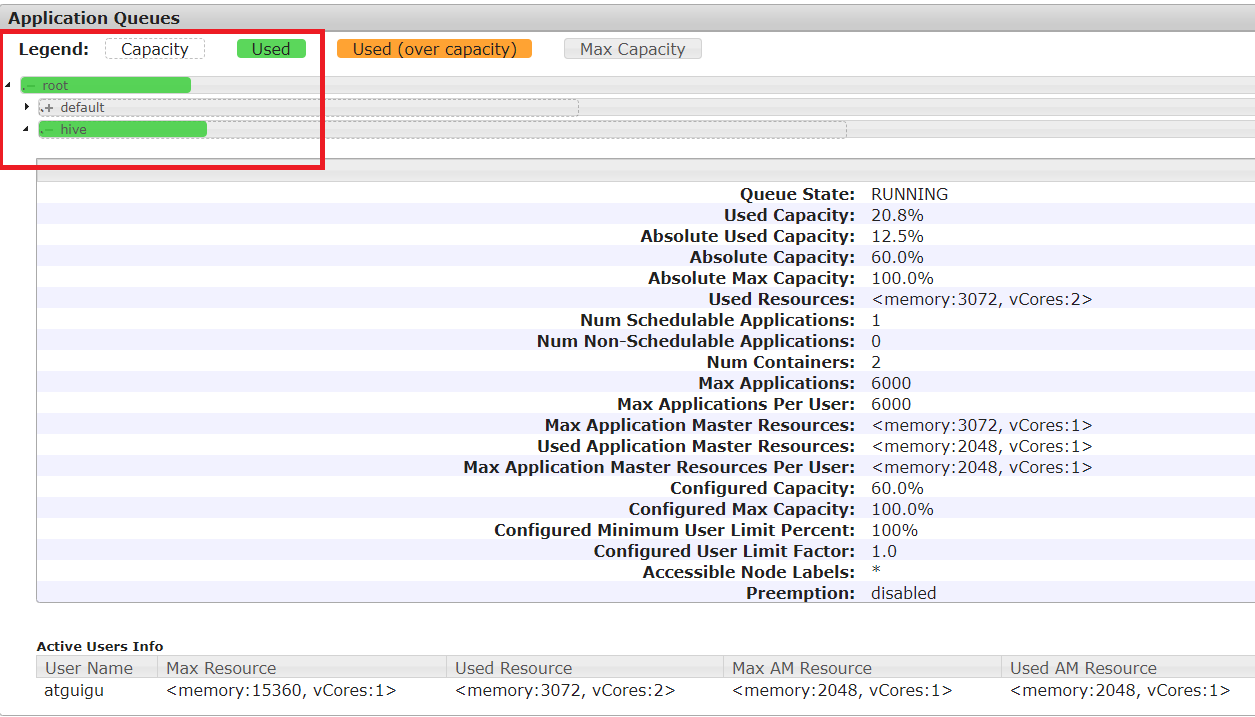 Application Queues
Legend: Capacity Used Used (over capacity) Max Capacity
- root
+ default
- hive
Queue State: RUNNING
Used Capacity: 20.8%
Absolute Used Capacity: 12.5%
Absolute Capacity: 60.0%
Absolute Max Capacity: 100.0%
Used Resources: <memory:3072, vCores:2>
Num Schedulable Applications: 1
Num Non-Schedulable Applications: 0
Num Containers: 2
Max Applications: 6000
Max Applications Per User: 6000
Max Application Master Resources: <memory:3072, vCores:1>
Used Application Master Resources: <memory:2048, vCores:1>
Max Application Master Resources Per User: <memory:2048, vCores:1>
Configured Capacity: 60.0%
Configured Max Capacity: 100.0%
Configured Minimum User Limit Percent: 100%
Configured User Limit Factor: 1.0
Accessible Node Labels: *
Preemption: disabled
Active Users Info
User Name Max Resource Used Resource Max AM Resource Used AM Resource
atguigu <memory:15360, vCores:1> <memory:3072, vCores:2> <memory:2048, vCores:1> <memory:2048, vCores:1>